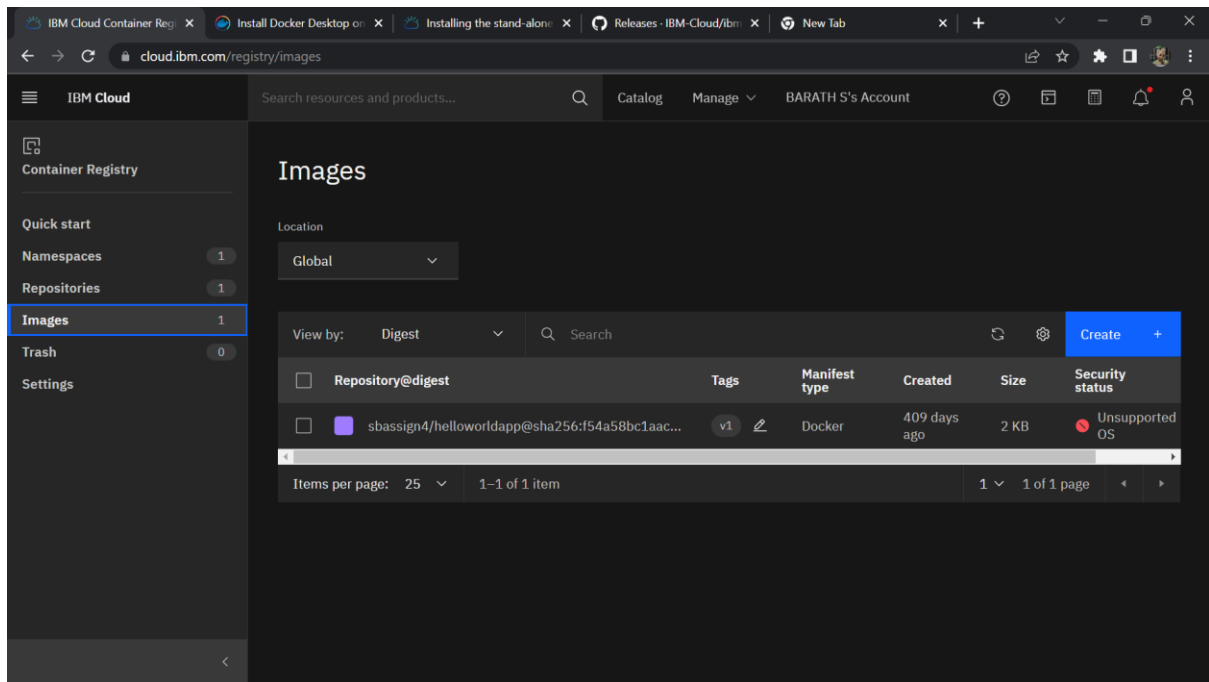 IBM Cloud Container Regi
Install Docker Desktop on
Installing the stand-alone
Releases · IBM-Cloud/ibm
New Tab
cloud.ibm.com/registry/images
IBM Cloud
Search resources and products...
Catalog
Manage
BARATH S's Account
Container Registry
Quick start
Namespaces 1
Repositories 1
Images 1
Trash 0
Settings
Images
Location
Global
View by: Digest
Search
Create +
Repository@digest Tags Manifest type Created Size Security status
sbassign4/helloworldapp@sha256:f54a58bc1aac... v1 Docker 409 days ago 2 KB Unsupported OS
Items per page: 25 1–1 of 1 item 1 1 of 1 page